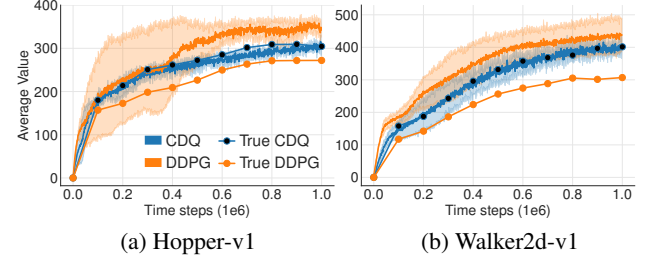 Average Value
400
300
200
100
0
CDQ
True CDQ
DDPG
True DDPG
0.0 0.2 0.4 0.6 0.8 1.0
Time steps (1e6)
(a) Hopper-v1
500
400
300
200
100
0
0.0 0.2 0.4 0.6 0.8 1.0
Time steps (1e6)
(b) Walker2d-v1